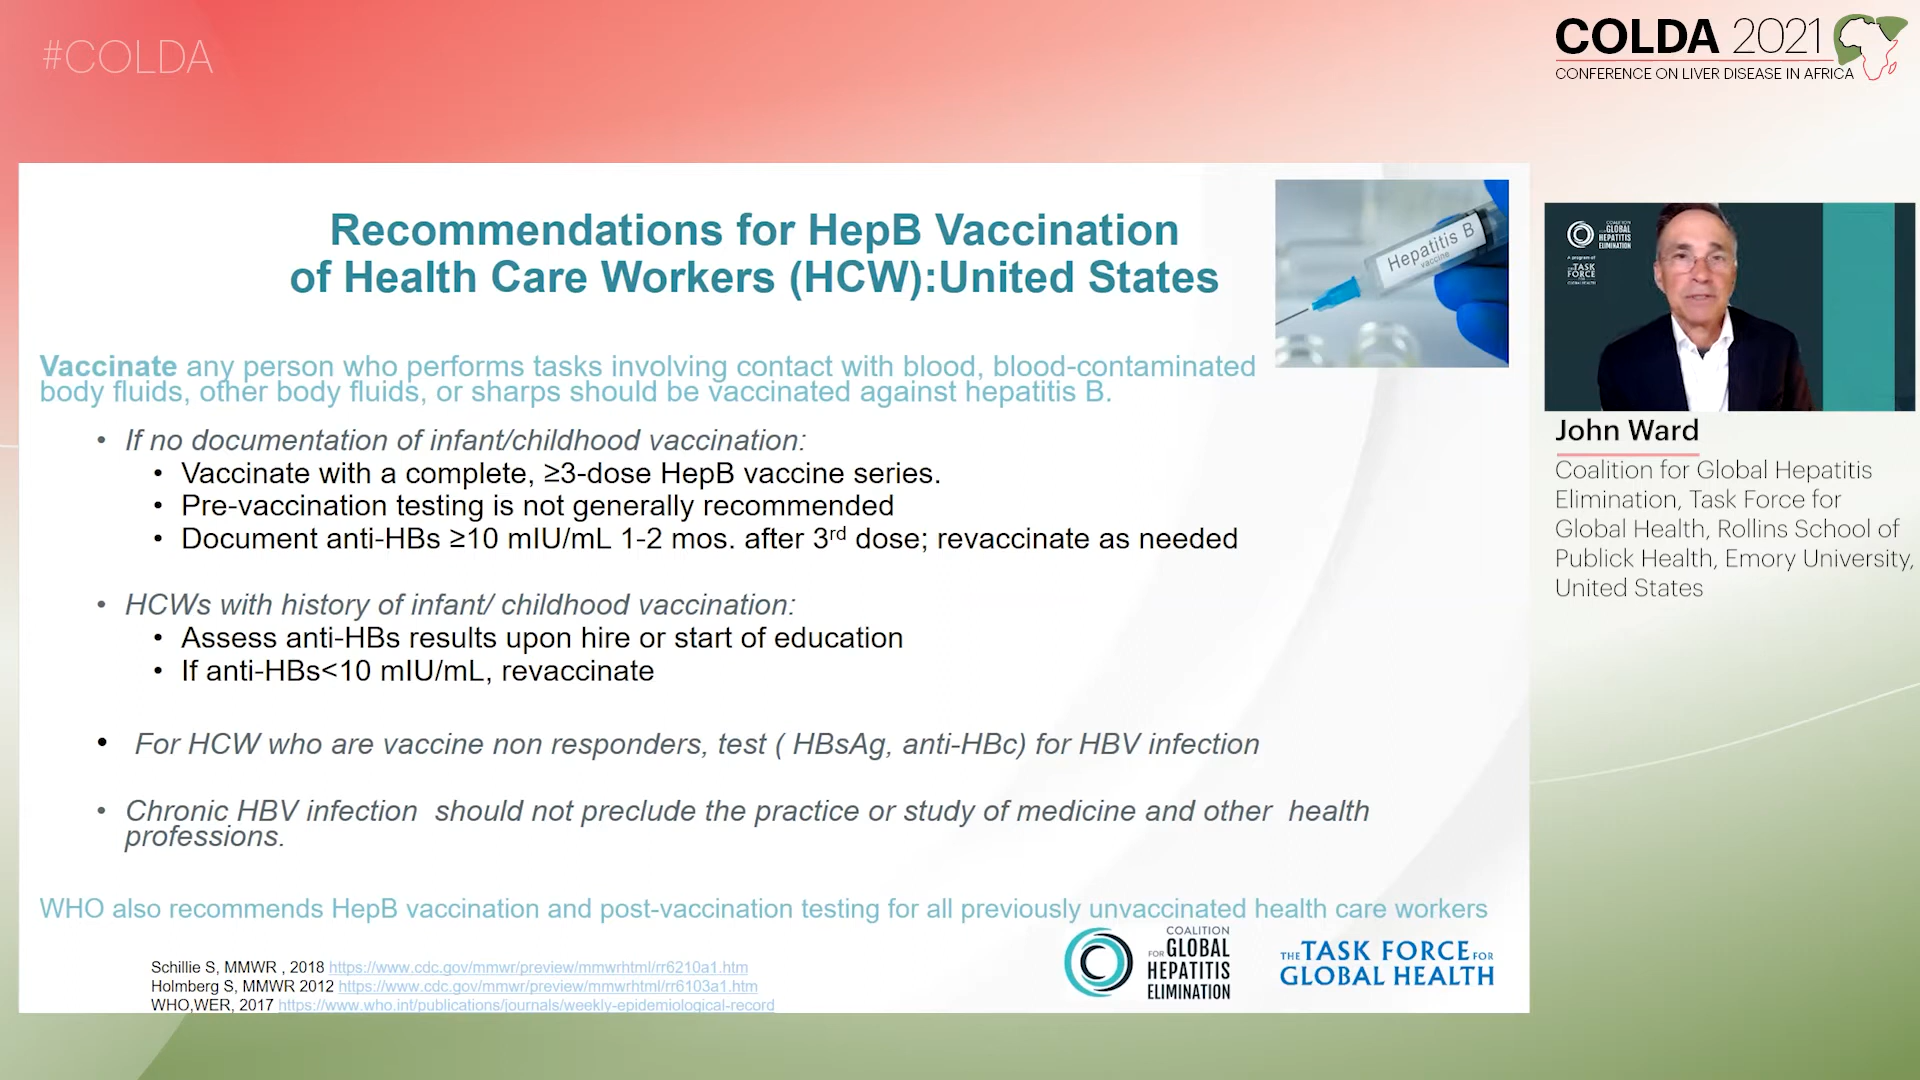 #COLDA
COLDA 2021
CONFERENCE ON LIVER DISEASE IN AFRICA
Recommendations for HepB Vaccination
of Health Care Workers (HCW):United States
Hepatitis B
vaccine
Vaccinate any person who performs tasks involving contact with blood, blood-contaminated
body fluids, other body fluids, or sharps should be vaccinated against hepatitis B.
• If no documentation of infant/childhood vaccination:
• Vaccinate with a complete, ≥3-dose HepB vaccine series.
• Pre-vaccination testing is not generally recommended
• Document anti-HBs ≥10 mIU/mL 1-2 mos. after 3rd dose; revaccinate as needed
• HCWs with history of infant/ childhood vaccination:
• Assess anti-HBs results upon hire or start of education
• If anti-HBs<10 mIU/mL, revaccinate
• For HCW who are vaccine non responders, test ( HBsAg, anti-HBc) for HBV infection
• Chronic HBV infection should not preclude the practice or study of medicine and other health
professions.
WHO also recommends HepB vaccination and post-vaccination testing for all previously unvaccinated health care workers
Schillie S, MMWR , 2018 https://www.cdc.gov/mmwr/preview/mmwrhtml/rr6210a1.htm
Holmberg S, MMWR 2012 https://www.cdc.gov/mmwr/preview/mmwrhtml/rr6103a1.htm
WHO,WER, 2017 https://www.who.int/publications/journals/weekly-epidemiological-record
COALITION
FOR GLOBAL
HEPATITIS
ELIMINATION
THE TASK FORCE FOR
GLOBAL HEALTH
COALITION
FOR GLOBAL
HEPATITIS
ELIMINATION
A program of
THE TASK
FORCE FOR
GLOBAL HEALTH
John Ward
Coalition for Global Hepatitis
Elimination, Task Force for
Global Health, Rollins School of
Publick Health, Emory University,
United States